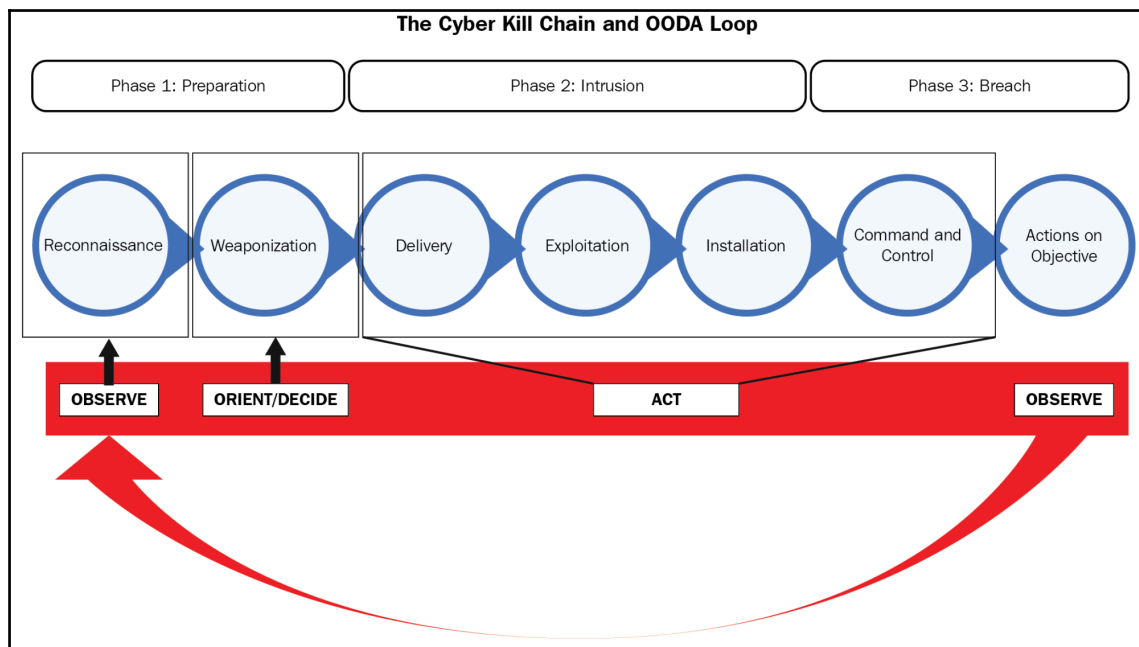 The Cyber Kill Chain and OODA Loop
Phase 1: Preparation
Phase 2: Intrusion
Phase 3: Breach
Reconnaissance
Weaponization
Delivery
Exploitation
Installation
Command and
Control
Actions on
Objective
OBSERVE
ORIENT/DECIDE
ACT
OBSERVE